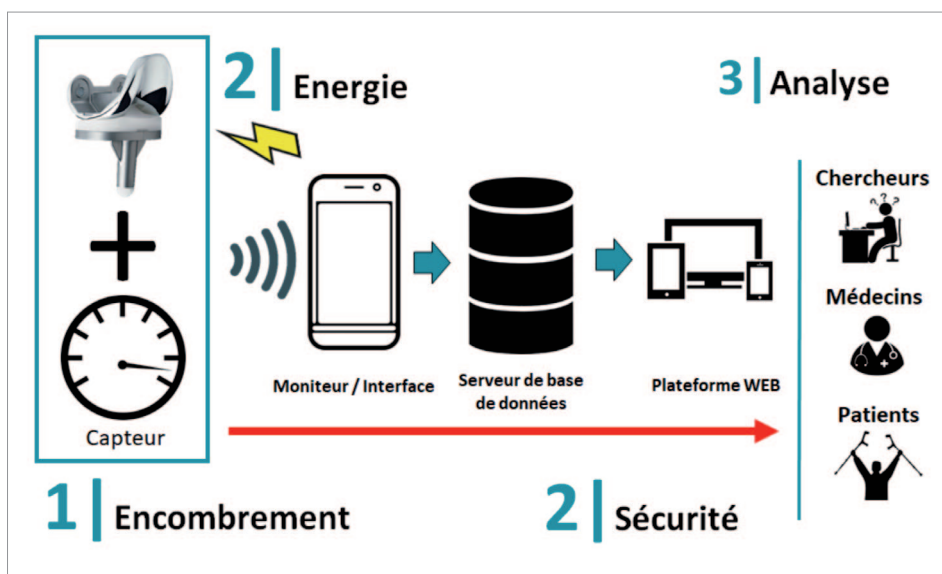 2 | Energie
3 | Analyse
Chercheurs
? ? ?
Médecins
Moniteur / Interface
Serveur de base
de données
Plateforme WEB
Patients
Capteur
1 | Encombrement
2 | Sécurité